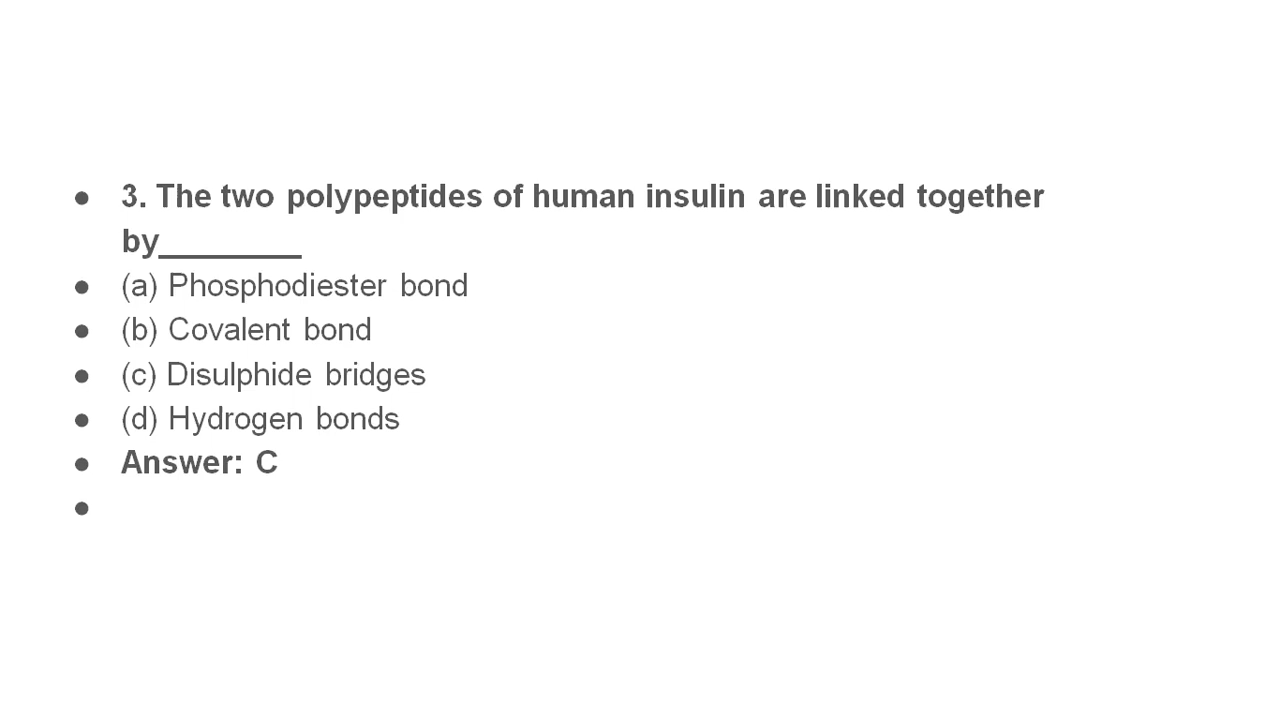 ● 3. The two polypeptides of human insulin are linked together
by________
● (a) Phosphodiester bond
● (b) Covalent bond
● (c) Disulphide bridges
● (d) Hydrogen bonds
● Answer: C
●